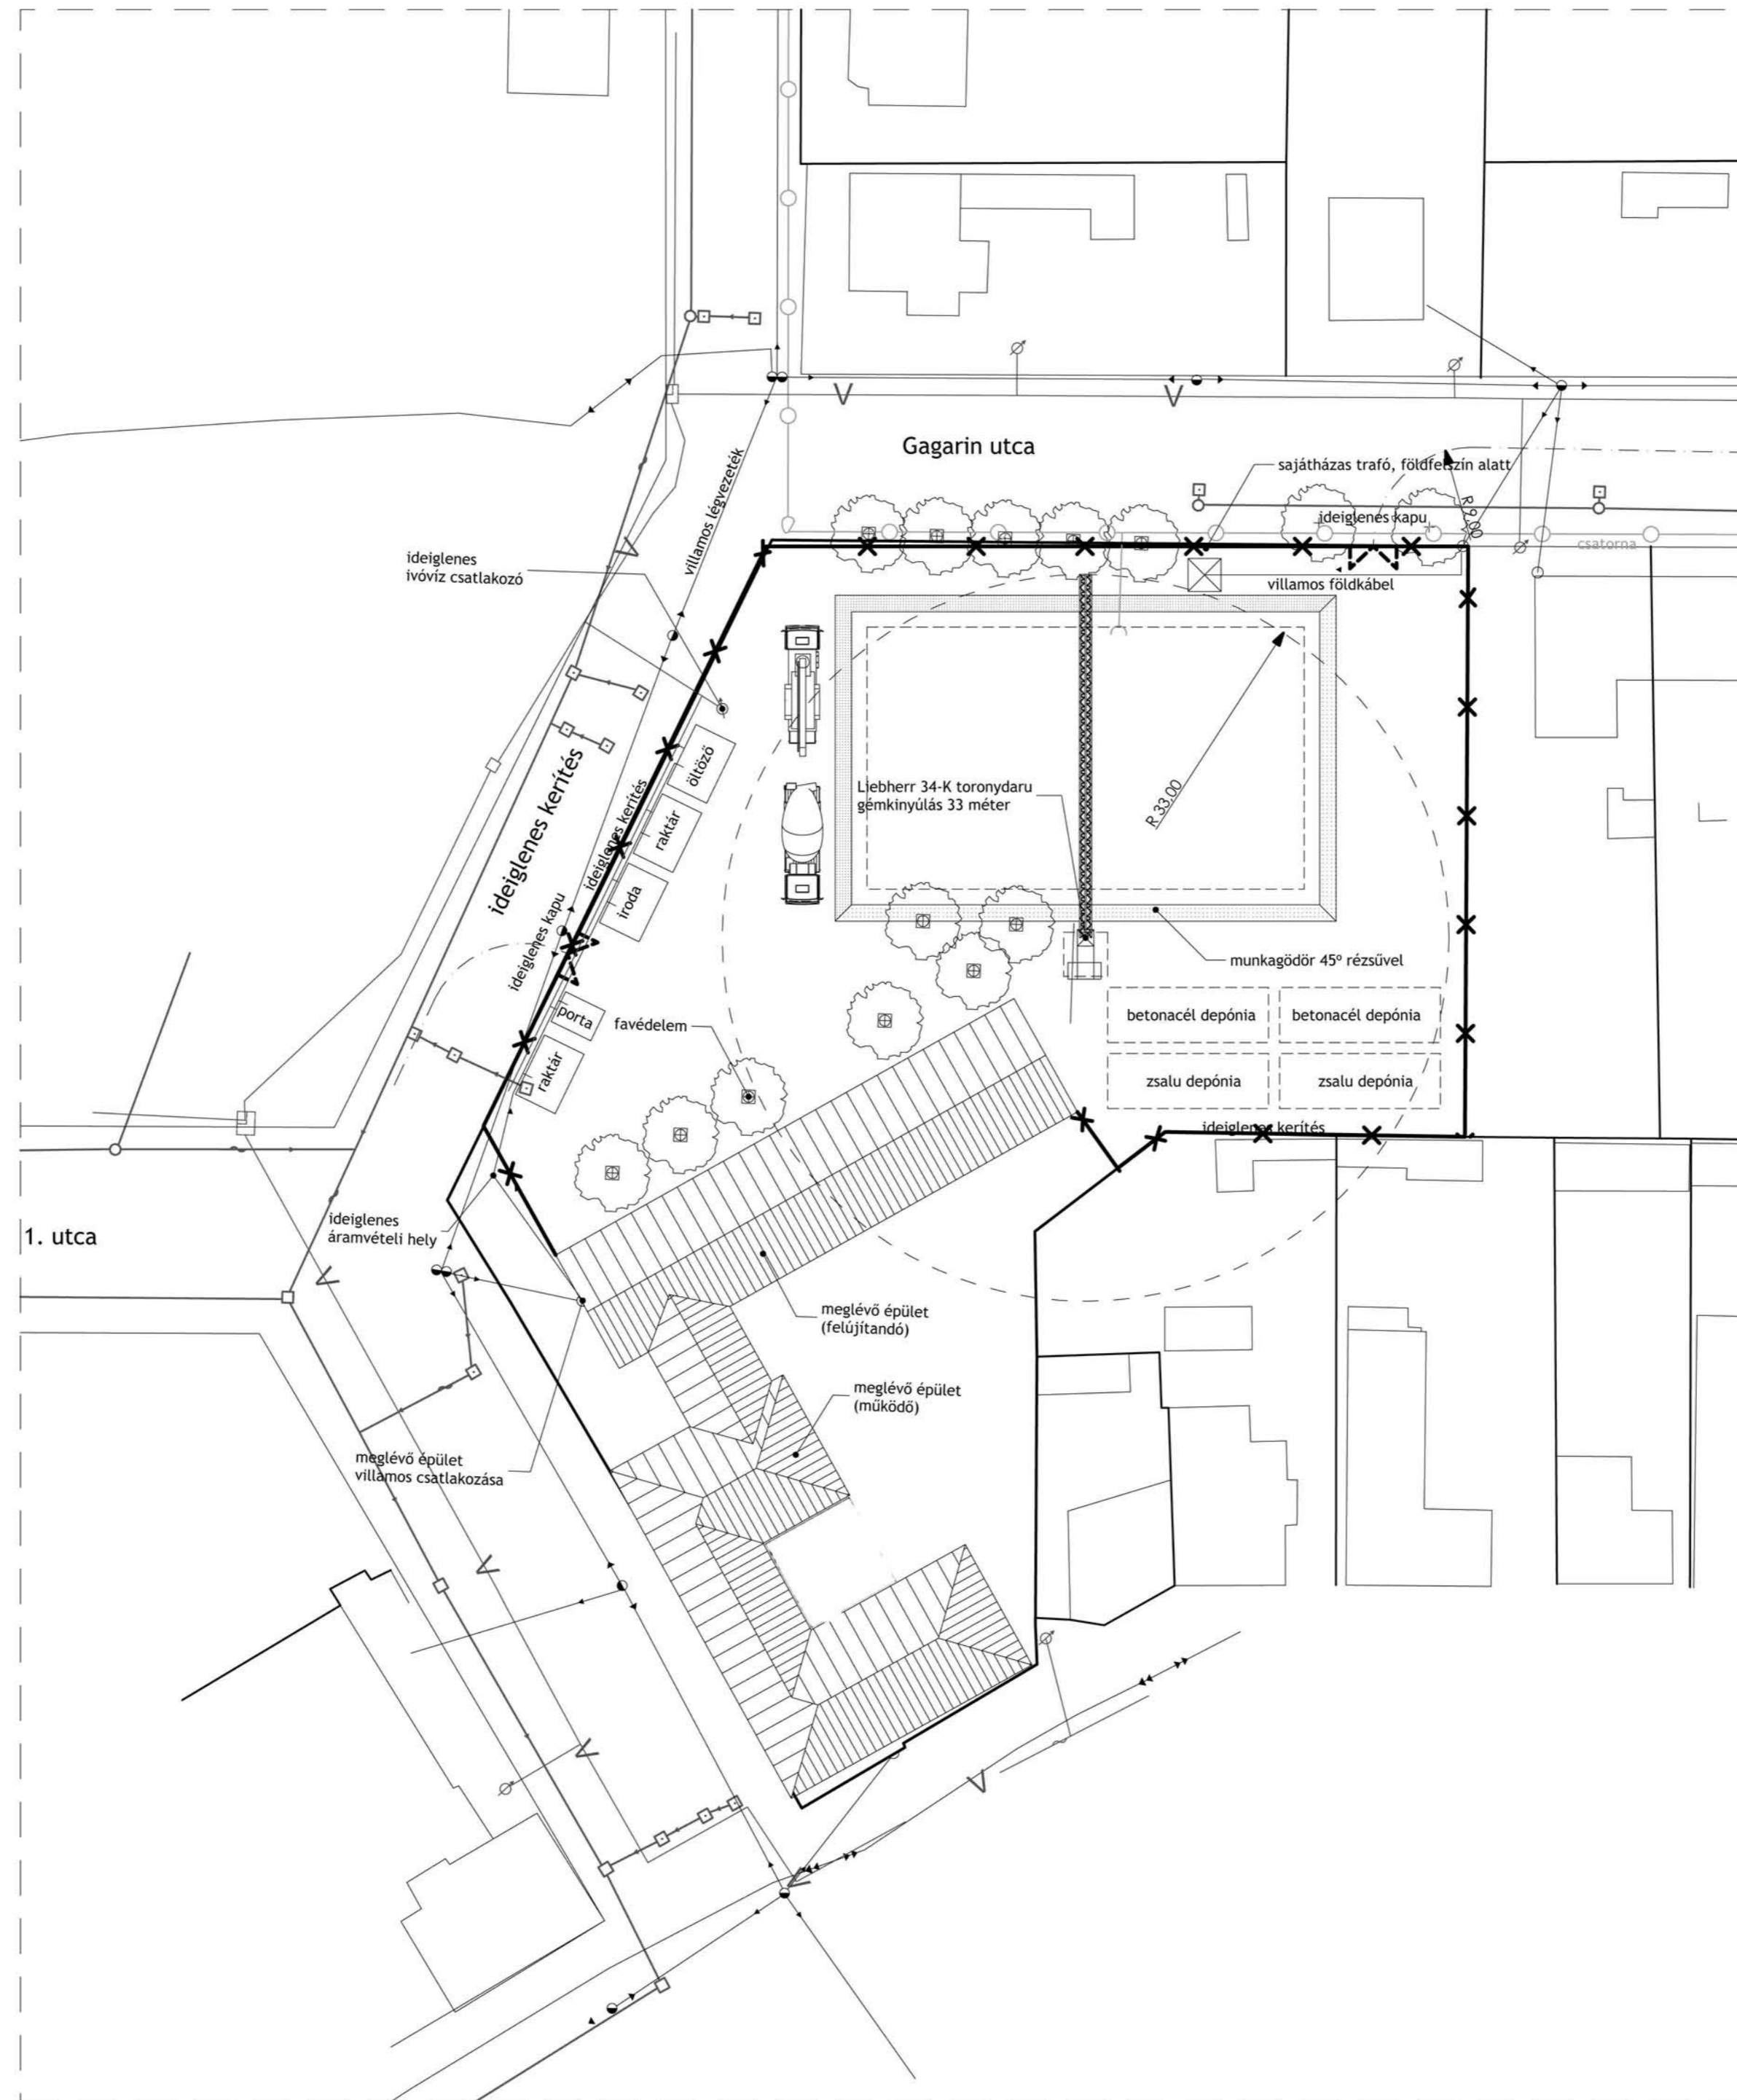 Gagarin utca
villamos légvezeték
sajátházas trafó, földfelszín alatt
R 9,00
ideiglenes kapu
csatorna
ideiglenes
ivóvíz csatlakozó
villamos földkábel
öltöző
ideiglenes kerítés
ideiglenes kerítés
raktár
Liebherr 34-K toronydaru
gémkinyúlás 33 méter
R 33,00
iroda
ideiglenes kapu
munkagödör 45º rézsűvel
porta
favédelem
betonacél depónia
betonacél depónia
raktár
zsalu depónia
zsalu depónia
ideiglenes kerítés
ideiglenes
áramvételi hely
1. utca
meglévő épület
(felújítandó)
meglévő épület
(működő)
meglévő épület
villamos csatlakozása